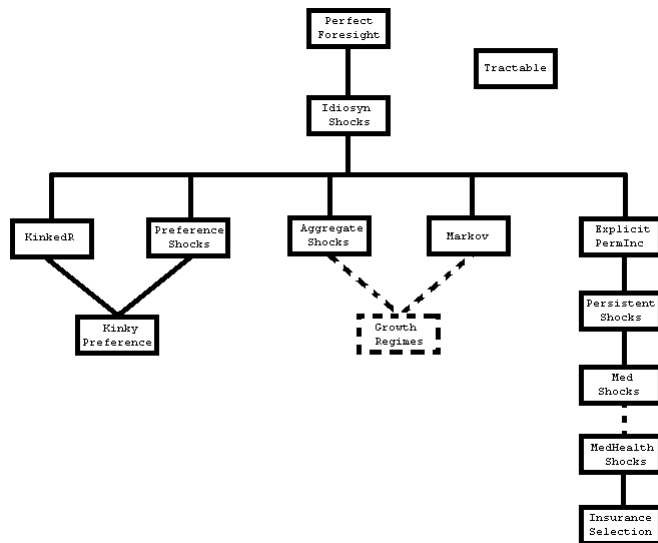 Perfect
Foresight
Tractable
Idiosyn
Shocks
KinkedR
Preference
Shocks
Aggregate
Shocks
Markov
Explicit
PermInc
Kinky
Preference
Growth
Regimes
Persistent
Shocks
Med
Shocks
MedHealth
Shocks
Insurance
Selection